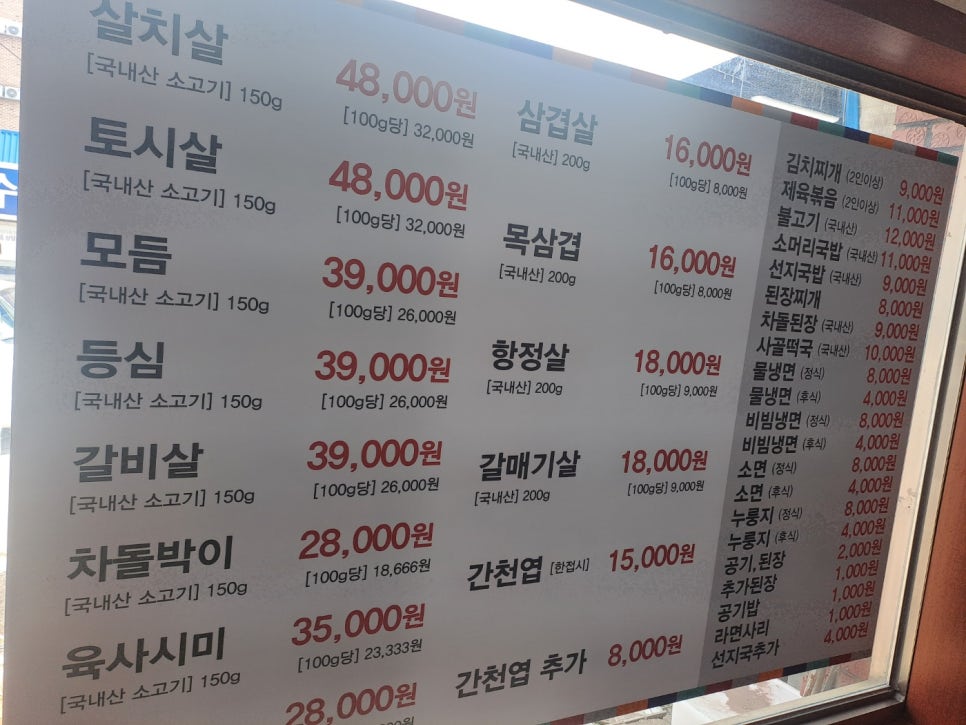 살치살 48,000원
[국내산 소고기] 150g [100g당] 32,000원
토시살 48,000원
[국내산 소고기] 150g [100g당] 32,000원
모듬 39,000원
[국내산 소고기] 150g [100g당] 26,000원
등심 39,000원
[국내산 소고기] 150g [100g당] 26,000원
갈비살 39,000원
[국내산 소고기] 150g [100g당] 26,000원
차돌박이 28,000원
[국내산 소고기] 150g [100g당] 18,666원
육사시미 35,000원
[국내산 소고기] 150g [100g당] 23,333원
28,000원
삼겹살 16,000원
[국내산] 200g [100g당] 8,000원
목삼겹 16,000원
[국내산] 200g [100g당] 8,000원
항정살 18,000원
[국내산] 200g [100g당] 9,000원
갈매기살 18,000원
[국내산] 200g [100g당] 9,000원
간천엽 [한접시] 15,000원
간천엽 추가 8,000원
김치찌개 (2인이상) 9,000원
제육볶음 (2인이상) 11,000원
불고기 (국내산) 12,000원
소머리국밥 (국내산) 11,000원
선지국밥 (국내산) 9,000원
된장찌개 8,000원
차돌된장 (국내산) 9,000원
사골떡국 (국내산) 10,000원
물냉면 (정식) 8,000원
물냉면 (후식) 4,000원
비빔냉면 (정식) 8,000원
비빔냉면 (후식) 4,000원
소면 (정식) 8,000원
소면 (후식) 4,000원
누룽지 (정식) 8,000원
누룽지 (후식) 4,000원
공기, 된장 2,000원
추가된장 1,000원
공기밥 1,000원
라면사리 1,000원
선지국추가 4,000원